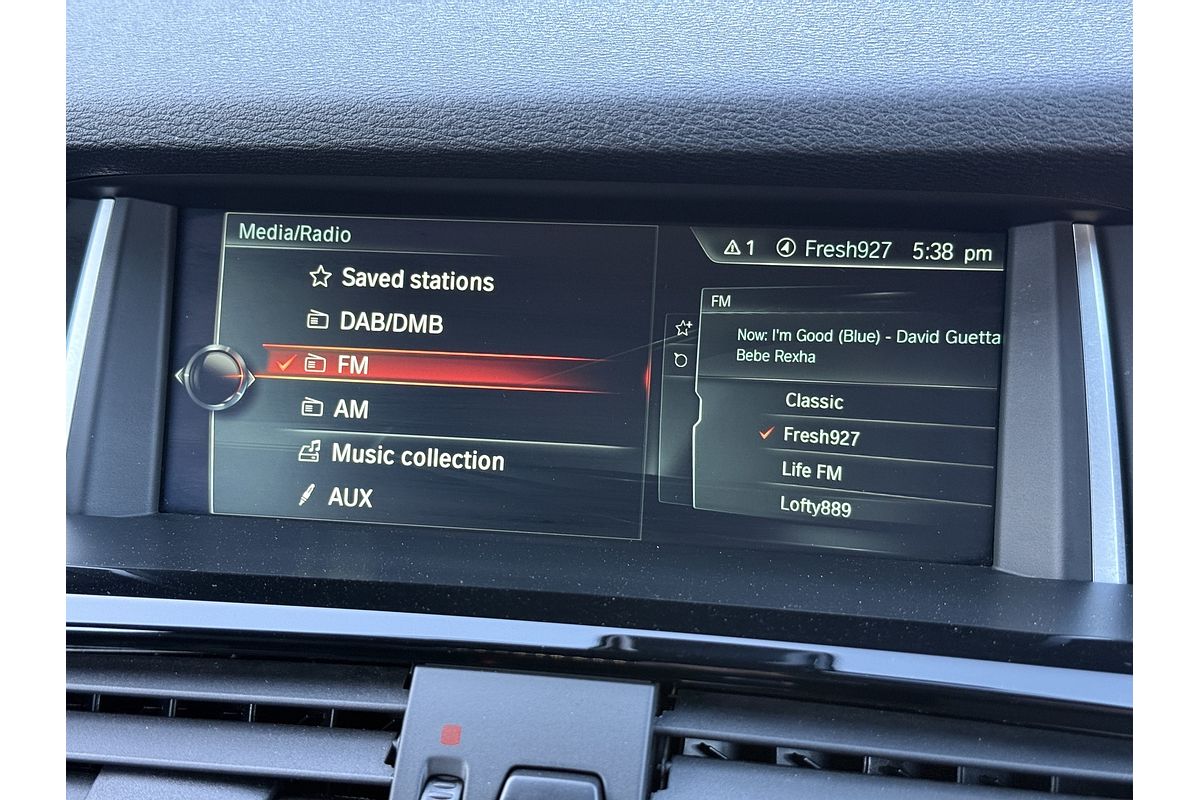 Media/Radio
Saved stations
DAB/DMB
FM
AM
Music collection
AUX
1 Fresh927 5:38 pm
FM
Now: I'm Good (Blue) - David Guetta
Bebe Rexha
Classic
Fresh927
Life FM
Lofty889